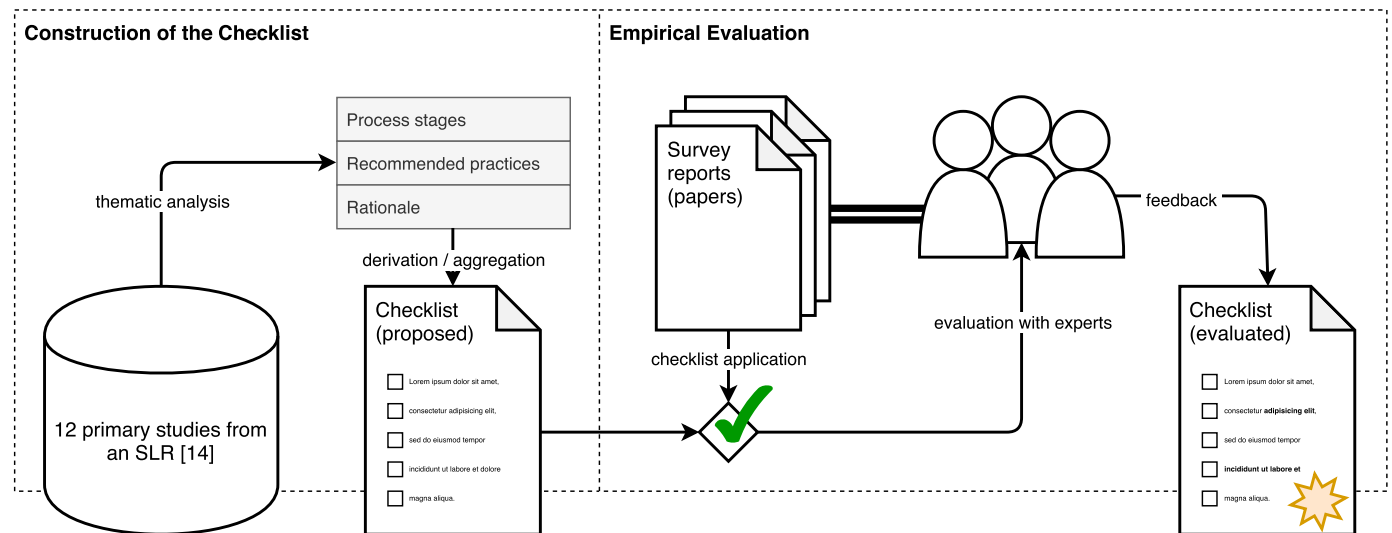 Construction of the Checklist
Process stages
Recommended practices
Rationale
thematic analysis
derivation / aggregation
12 primary studies from
an SLR [14]
Checklist
(proposed)
Lorem ipsum dolor sit amet,
consectetur adipisicing elit,
sed do eiusmod tempor
incididunt ut labore et dolore
magna aliqua.
Empirical Evaluation
Survey
reports
(papers)
checklist application
evaluation with experts
feedback
Checklist
(evaluated)
Lorem ipsum dolor sit amet,
consectetur adipisicing elit,
sed do eiusmod tempor
incididunt ut labore et
magna aliqua.